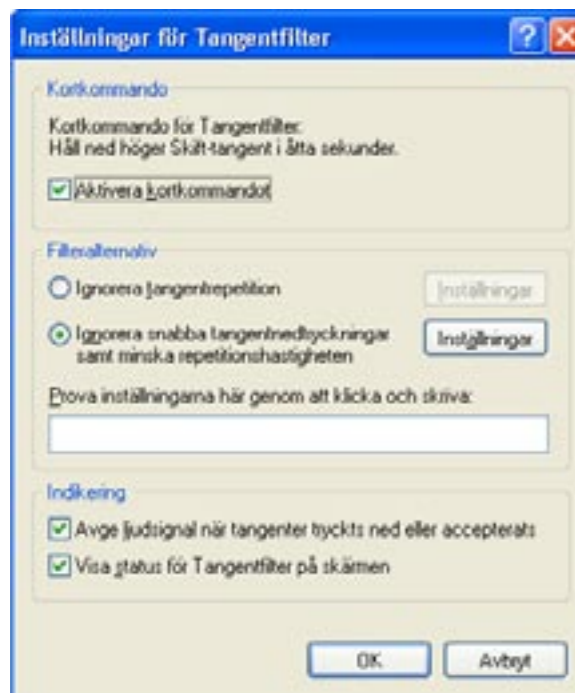 Inställningar för Tangentfilter
Kortkommando
Kortkommando för Tangentfilter:
Håll ned höger Skift-tangent i åtta sekunder.
Aktivera kortkommandot
Filteralternativ
Ignorera tangentrepetition
Inställningar
Ignorera snabba tangentnedtryckningar
samt minska repetitionshastigheten
Inställningar
Prova inställningarna här genom att klicka och skriva:
Indikering
Avge ljudsignal när tangenter tryckts ned eller accepterats
Visa status för Tangentfilter på skärmen
OK
Avbryt